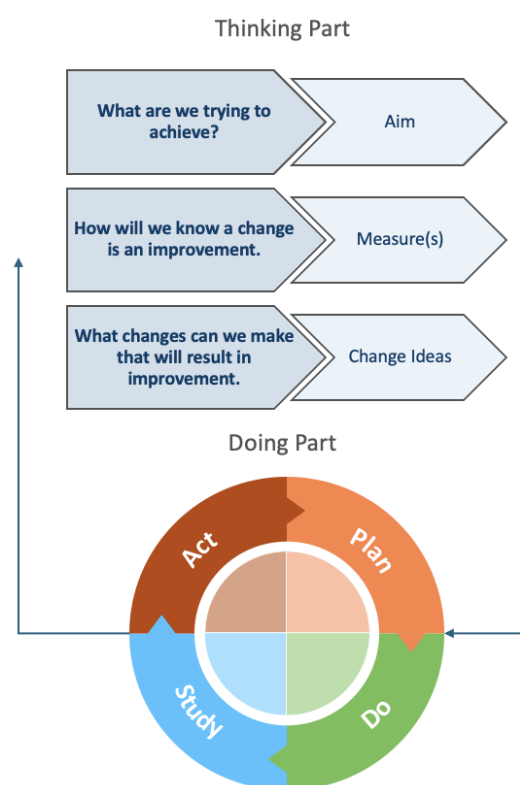 Thinking Part
What are we trying to
achieve?
Aim
How will we know a change
is an improvement.
Measure(s)
What changes can we make
that will result in
improvement.
Change Ideas
Doing Part
Act
Plan
Study
Do